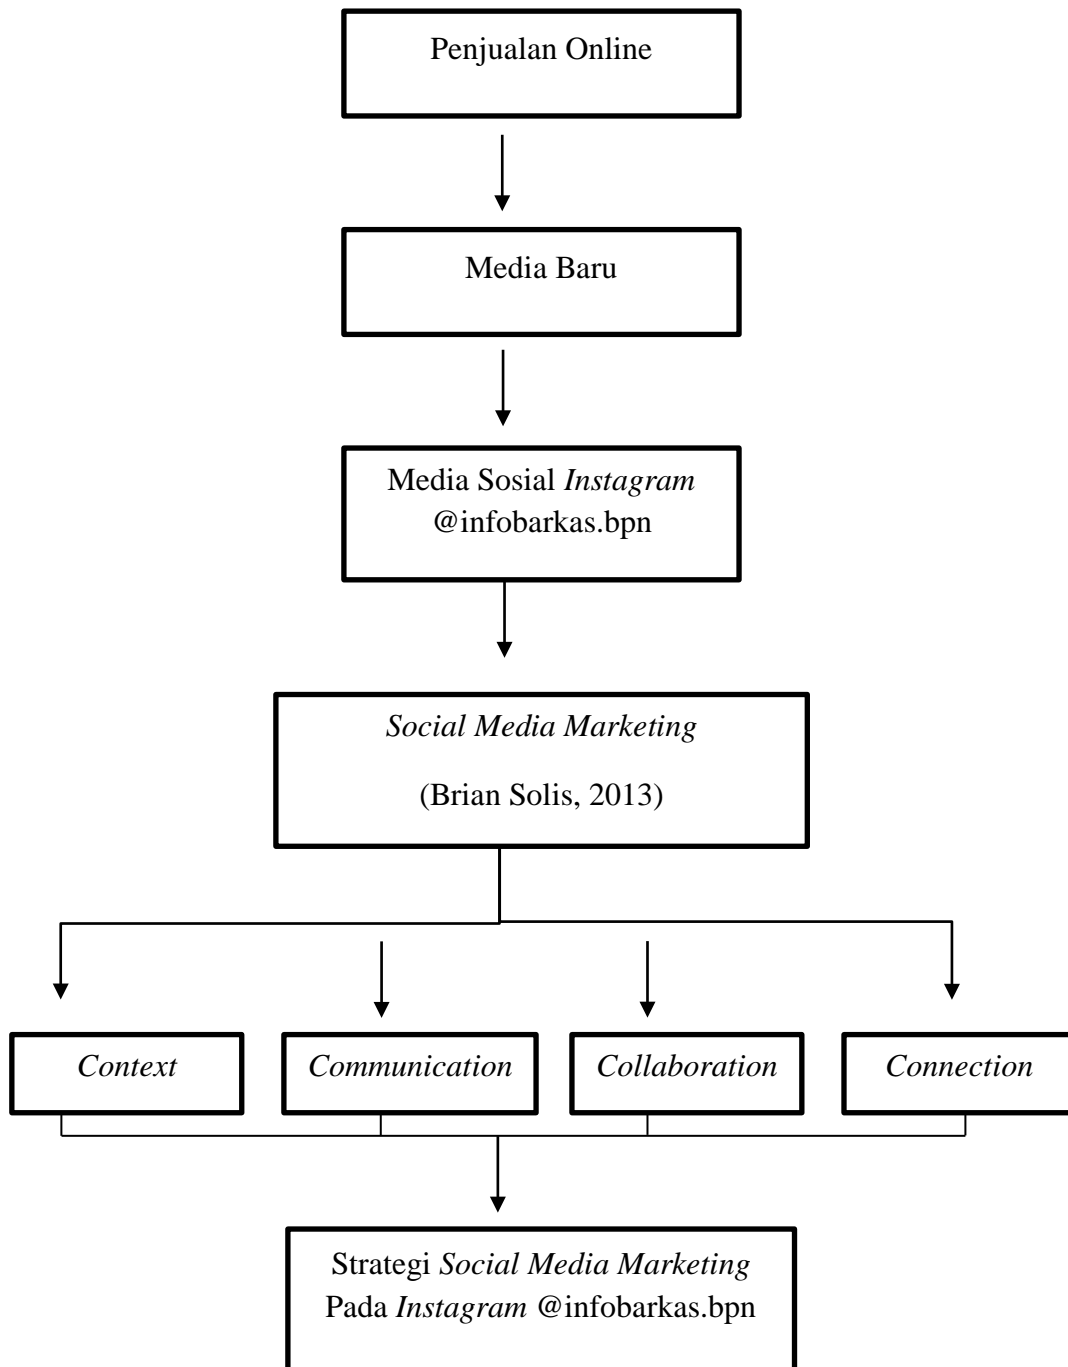 Penjualan Online
Media Baru
Media Sosial Instagram
@infobarkas.bpn
Social Media Marketing
(Brian Solis, 2013)
Context
Communication
Collaboration
Connection
Strategi Social Media Marketing
Pada Instagram @infobarkas.bpn